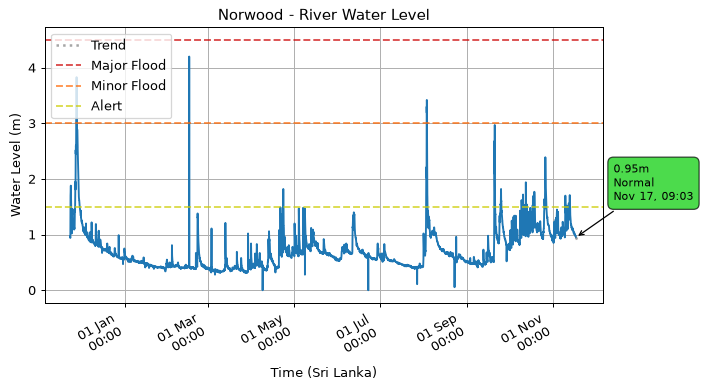 Norwood - River Water Level
Trend
Major Flood
Minor Flood
Alert
Water Level (m)
4
3
2
1
0
0.95m
Normal
Nov 17, 09:03
01 Jan
00:00
01 Mar
00:00
01 May
00:00
01 Jul
00:00
01 Sep
00:00
01 Nov
00:00
Time (Sri Lanka)